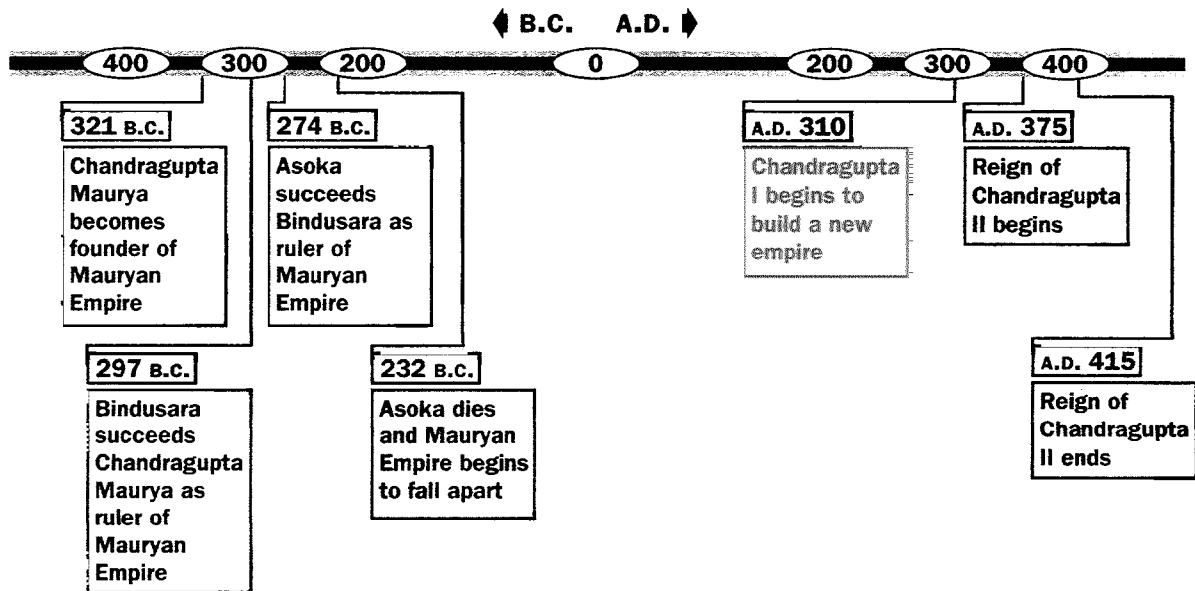 B.C. A.D.
400 300 200 0 200 300 400
321 B.C.
Chandragupta
Maurya
becomes
founder of
Mauryan
Empire
297 B.C.
Bindusara
succeeds
Chandragupta
Maurya as
ruler of
Mauryan
Empire
274 B.C.
Asoka
succeeds
Bindusara as
ruler of
Mauryan
Empire
232 B.C.
Asoka dies
and Mauryan
Empire begins
to fall apart
A.D. 310
Chandragupta
I begins to
build a new
empire
A.D. 375
Reign of
Chandragupta
II begins
A.D. 415
Reign of
Chandragupta
II ends